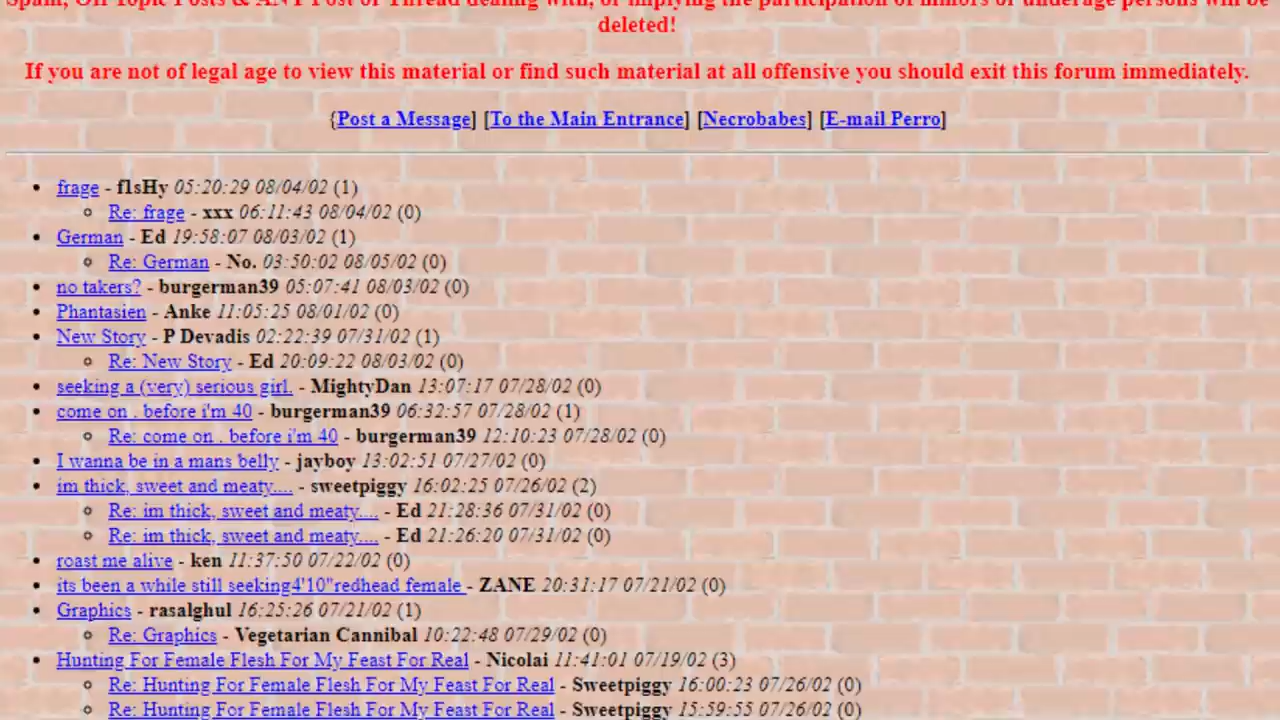 Spam, Off Topic Posts & ANY Post or Thread dealing with, or implying the participation of minors or underage persons will be
deleted!
If you are not of legal age to view this material or find such material at all offensive you should exit this forum immediately.
{Post a Message] [To the Main Entrance] [Necrobabes] [E-mail Perro]
frage - f1sHy 05:20:29 08/04/02 (1)
Re: frage - xxx 06:11:43 08/04/02 (0)
German - Ed 19:58:07 08/03/02 (1)
Re: German - No. 03:50:02 08/05/02 (0)
no takers? - burgerman39 05:07:41 08/03/02 (0)
Phantasien - Anke 11:05:25 08/01/02 (0)
New Story - P Devadis 02:22:39 07/31/02 (1)
Re: New Story - Ed 20:09:22 08/03/02 (0)
seeking a (very) serious girl. - MightyDan 13:07:17 07/28/02 (0)
come on . before i'm 40 - burgerman39 06:32:57 07/28/02 (1)
Re: come on . before i'm 40 - burgerman39 12:10:23 07/28/02 (0)
I wanna be in a mans belly - jayboy 13:02:51 07/27/02 (0)
im thick, sweet and meaty.... - sweetpiggy 16:02:25 07/26/02 (2)
Re: im thick, sweet and meaty.... - Ed 21:28:36 07/31/02 (0)
Re: im thick, sweet and meaty.... - Ed 21:26:20 07/31/02 (0)
roast me alive - ken 11:37:50 07/22/02 (0)
its been a while still seeking4'10"redhead female - ZANE 20:31:17 07/21/02 (0)
Graphics - rasalghul 16:25:26 07/21/02 (1)
Re: Graphics - Vegetarian Cannibal 10:22:48 07/29/02 (0)
Hunting For Female Flesh For My Feast For Real - Nicolai 11:41:01 07/19/02 (3)
Re: Hunting For Female Flesh For My Feast For Real - Sweetpiggy 16:00:23 07/26/02 (0)
Re: Hunting For Female Flesh For My Feast For Real - Sweetpiggy 15:59:55 07/26/02 (0)